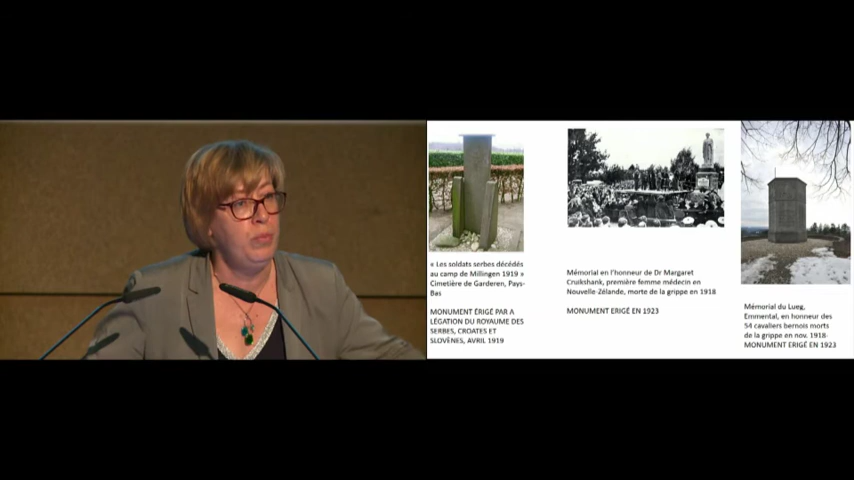 « Les soldats serbes décédés
au camp de Millingen 1919 »
Cimetière de Garderen, Pays-
Bas
MONUMENT ÉRIGÉ PAR A
LÉGATION DU ROYAUME DES
SERBES, CROATES ET
SLOVÈNES, AVRIL 1919
Mémorial en l'honneur de Dr Margaret
Cruikshank, première femme médecin en
Nouvelle-Zélande, morte de la grippe en 1918
MONUMENT ERIGÉ EN 1923
Mémorial du Lueg,
Emmental, en honneur des
54 cavaliers bernois morts
de la grippe en nov. 1918-
MONUMENT ERIGÉ EN 1923